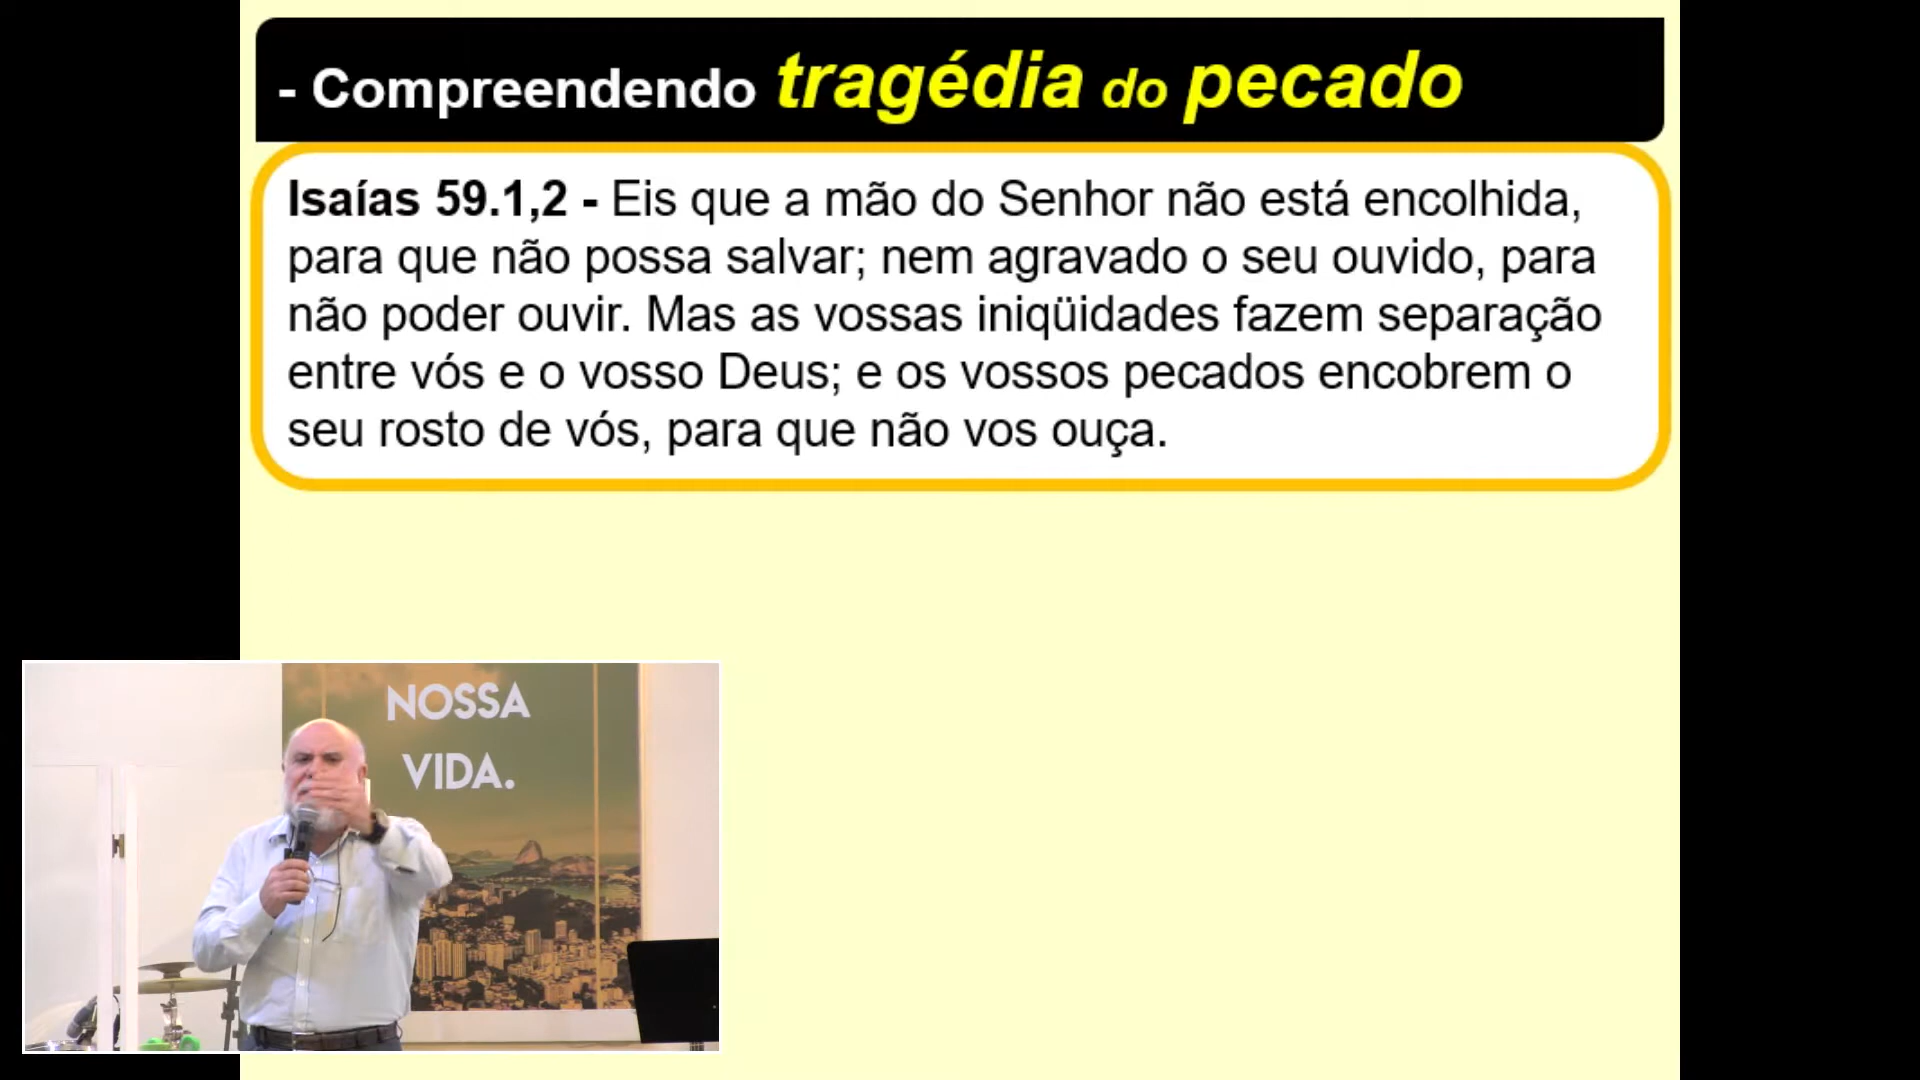 - Compreendendo tragédia do pecado
Isaías 59.1,2 - Eis que a mão do Senhor não está encolhida,
para que não possa salvar; nem agravado o seu ouvido, para
não poder ouvir. Mas as vossas iniqüidades fazem separação
entre vós e o vosso Deus; e os vossos pecados encobrem o
seu rosto de vós, para que não vos ouça.
NOSSA
VIDA.